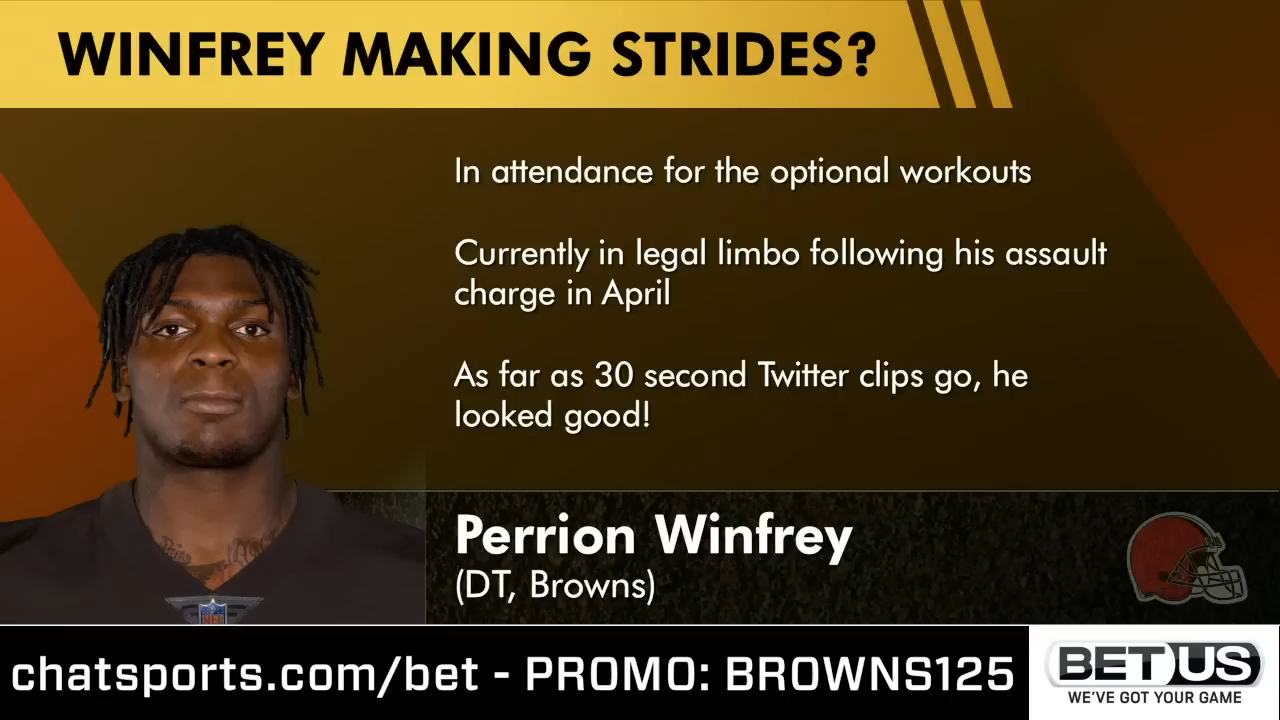 WINFREY MAKING STRIDES?
In attendance for the optional workouts
Currently in legal limbo following his assault
charge in April
As far as 30 second Twitter clips go, he
looked good!
Perrion Winfrey
(DT, Browns)
chatsports.com/bet - PROMO: BROWNS125
BETUS
WE'VE GOT YOUR GAME